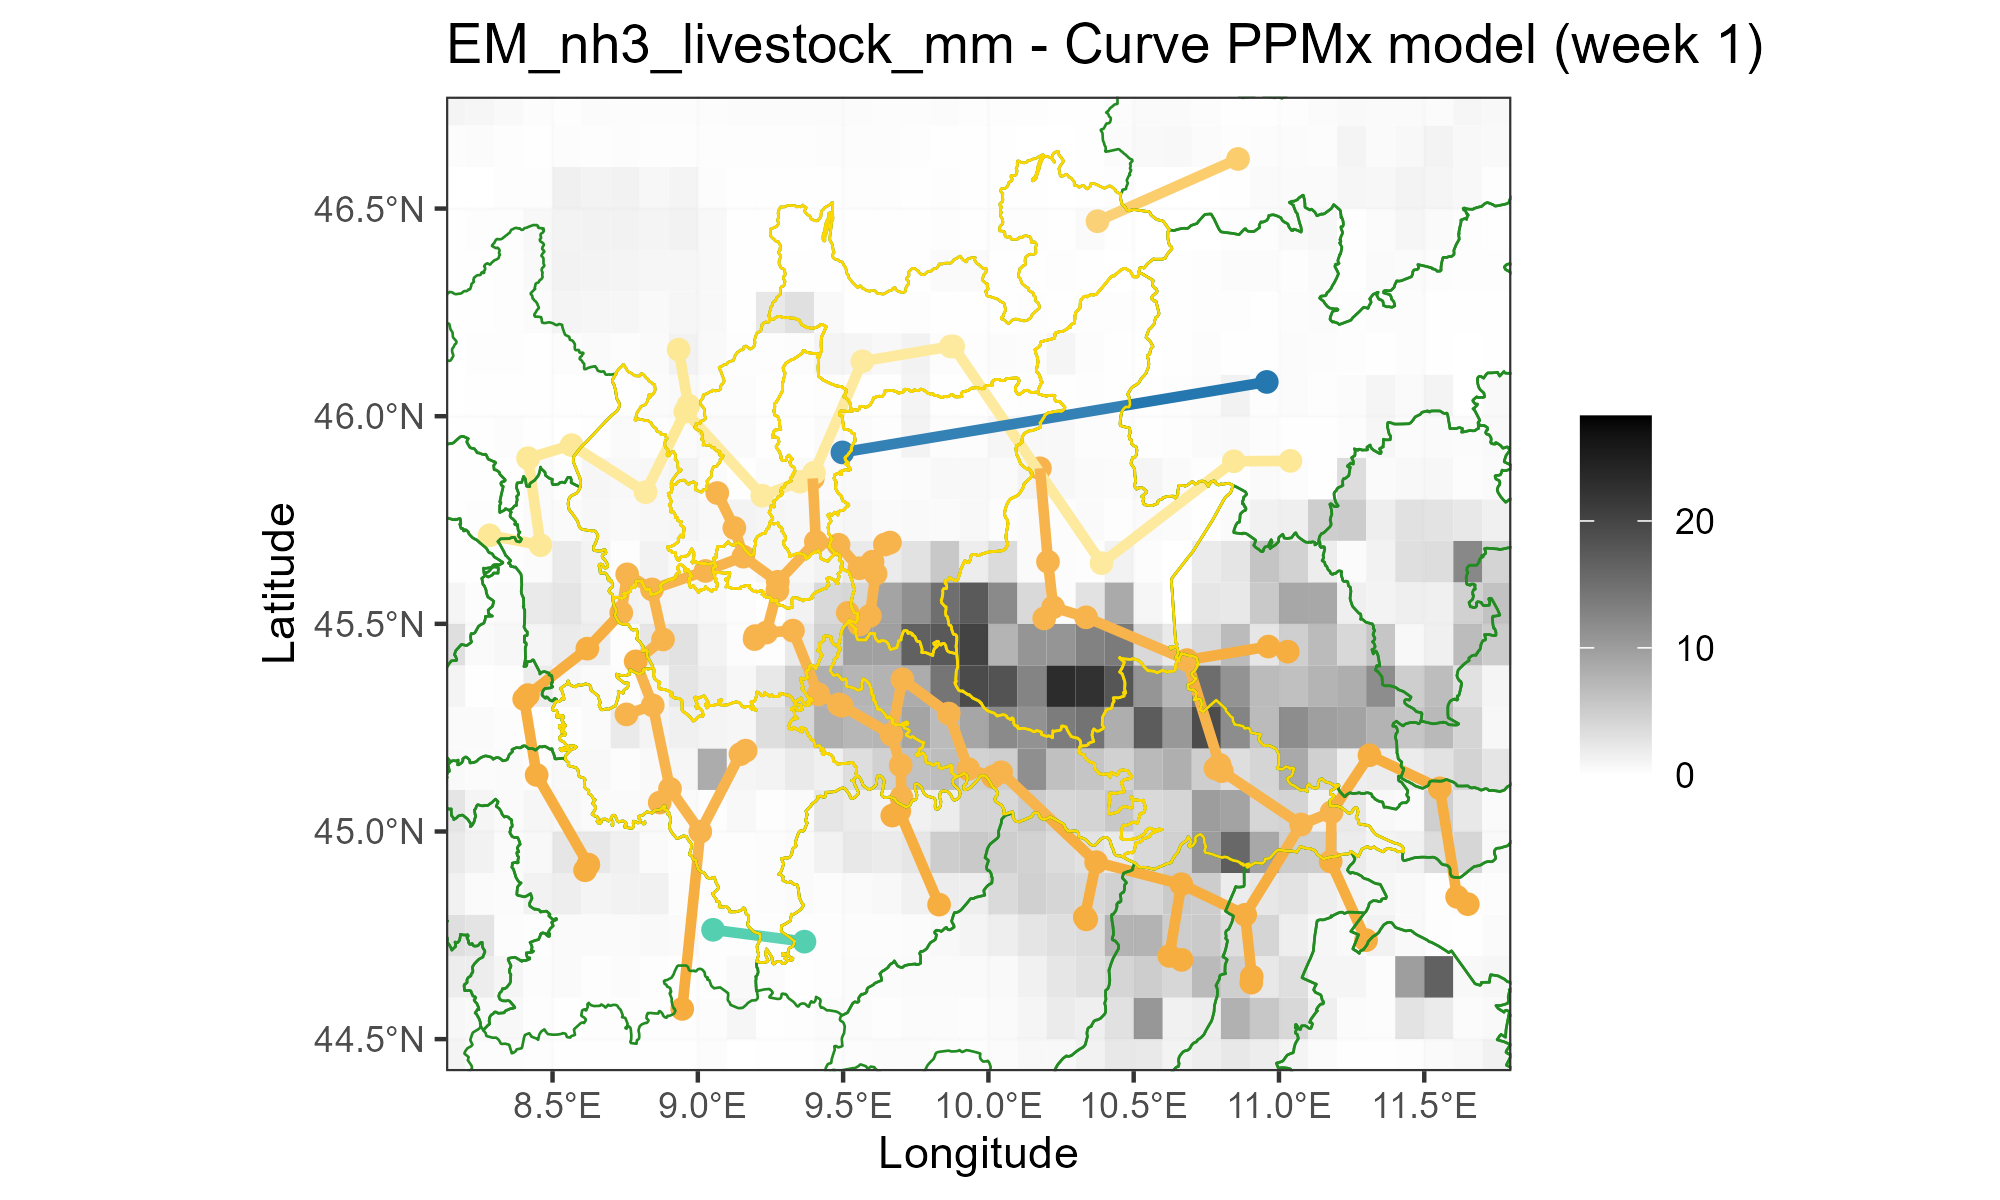 EM_nh3_livestock_mm - Curve PPMx model (week 1)
46.5°N
46.0°N
45.5°N
45.0°N
44.5°N
Latitude
20
10
0
8.5°E
9.0°E
9.5°E
10.0°E
10.5°E
11.0°E
11.5°E
Longitude